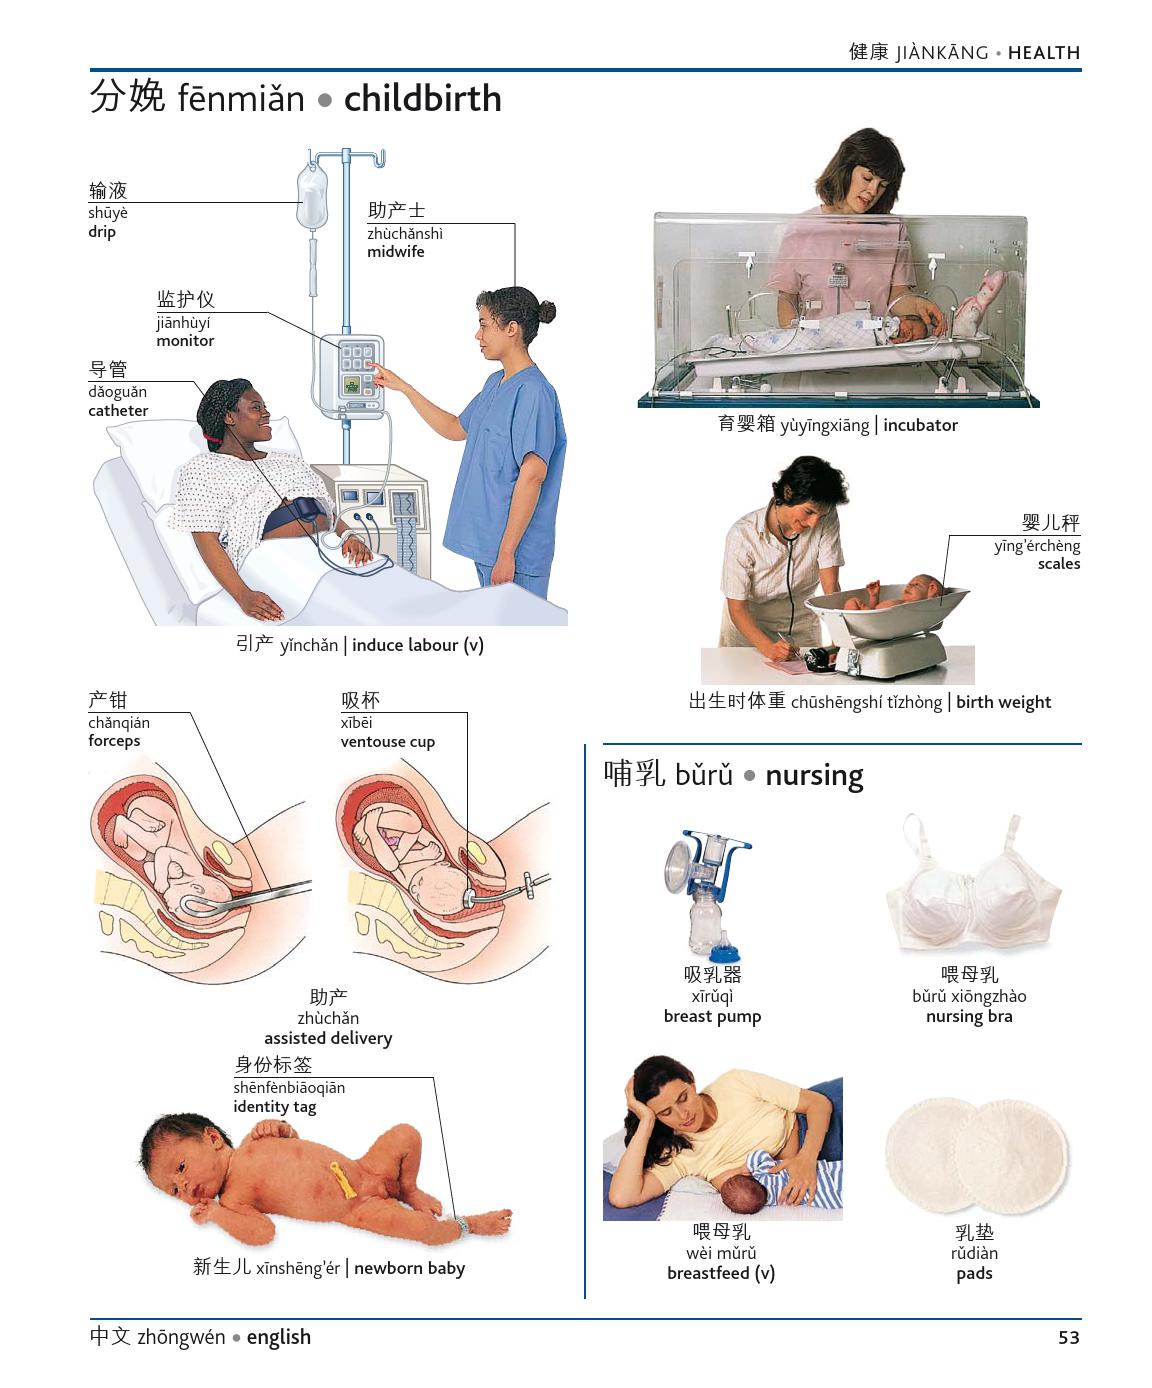 健康 JIÀNKĀNG • HEALTH
分娩 fēnmiǎn • childbirth
输液
shūyè
drip
助产士
zhùchǎnshì
midwife
监护仪
jiānhùyí
monitor
导管
dǎoguǎn
catheter
引产 yǐnchǎn | induce labour (v)
育婴箱 yùyīngxiāng | incubator
婴儿秤
yīng’érchèng
scales
出生时体重 chūshēngshí tǐzhòng | birth weight
产钳
chǎnqián
forceps
吸杯
xībēi
ventouse cup
助产
zhùchǎn
assisted delivery
身份标签
shēnfènbiāoqiān
identity tag
新生儿 xīnshēng’ér | newborn baby
哺乳 bǔrǔ • nursing
吸乳器
xīrǔqì
breast pump
喂母乳
bǔrǔ xiōngzhào
nursing bra
喂母乳
wèi mǔrǔ
breastfeed (v)
乳垫
rǔdiàn
pads
中文 zhōngwén • english
53